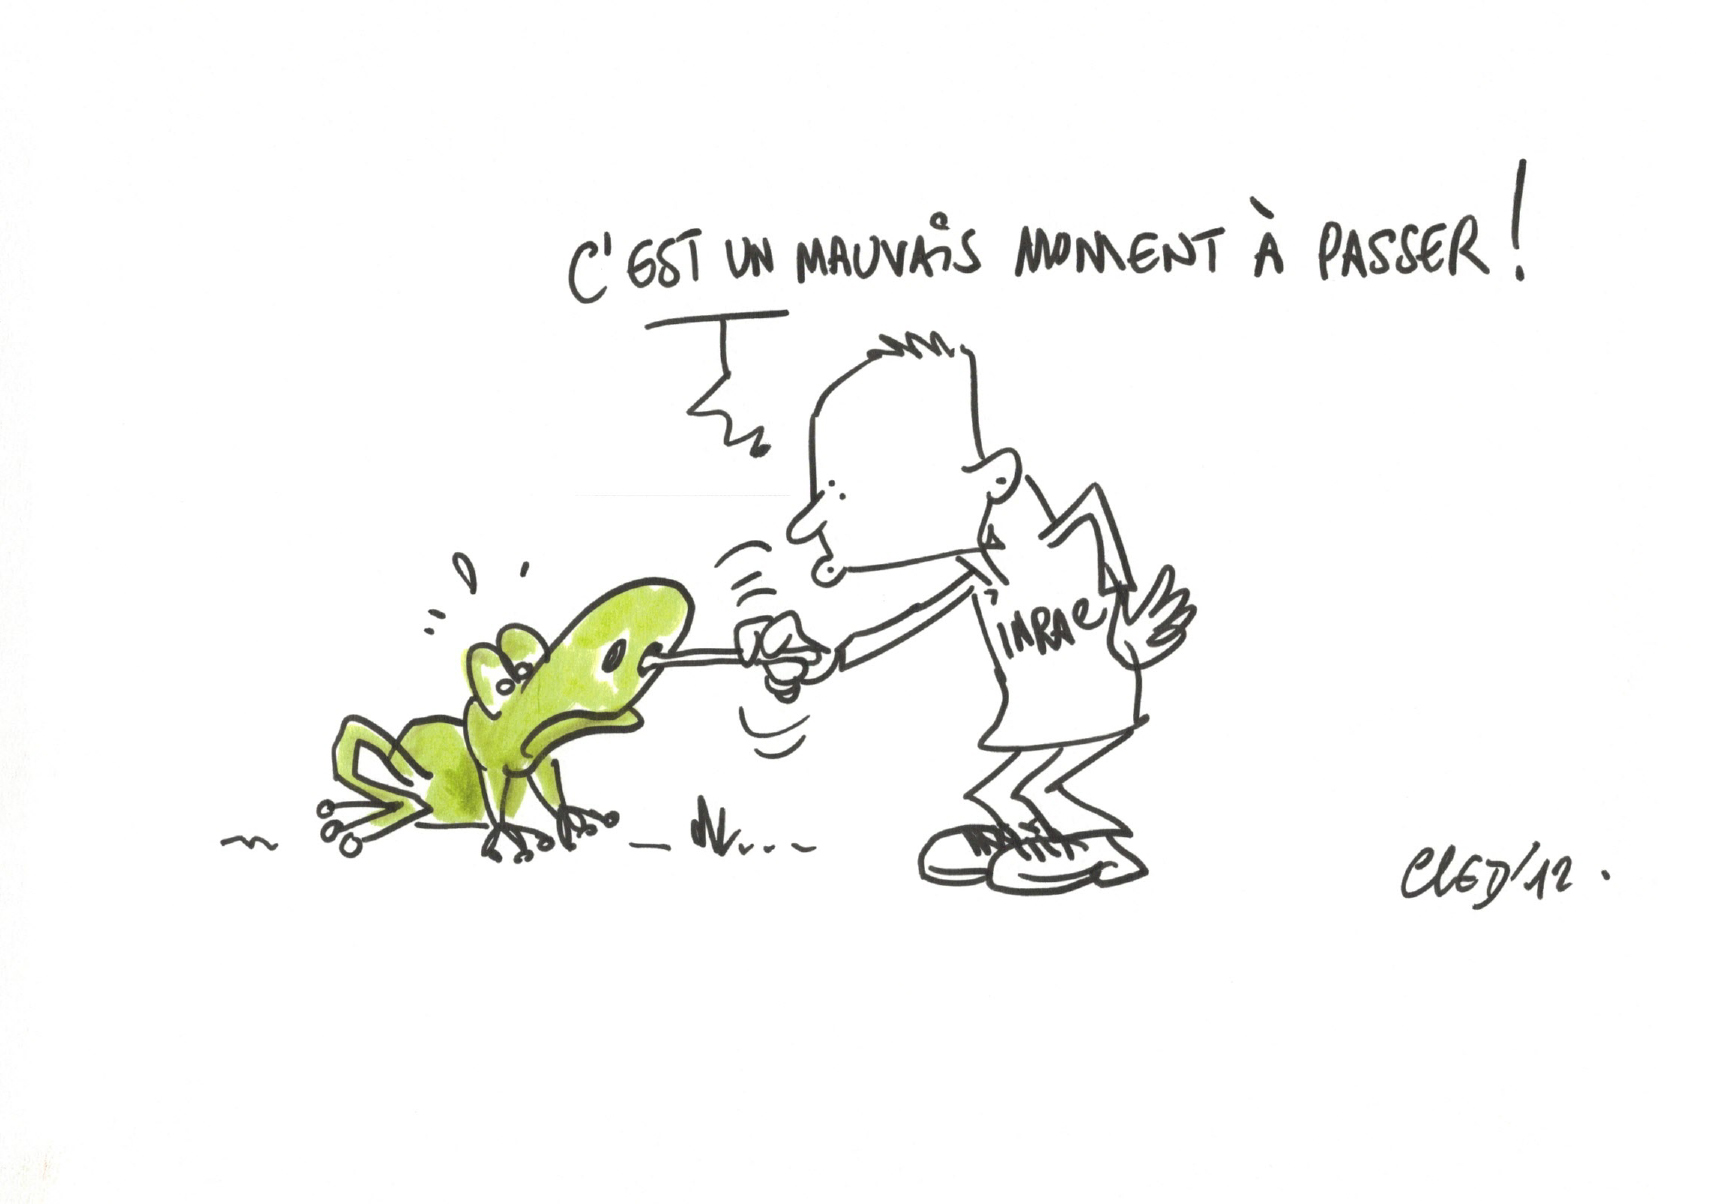 C'EST UN MAUVAIS MOMENT À PASSER !
INRAE
CLED'12.